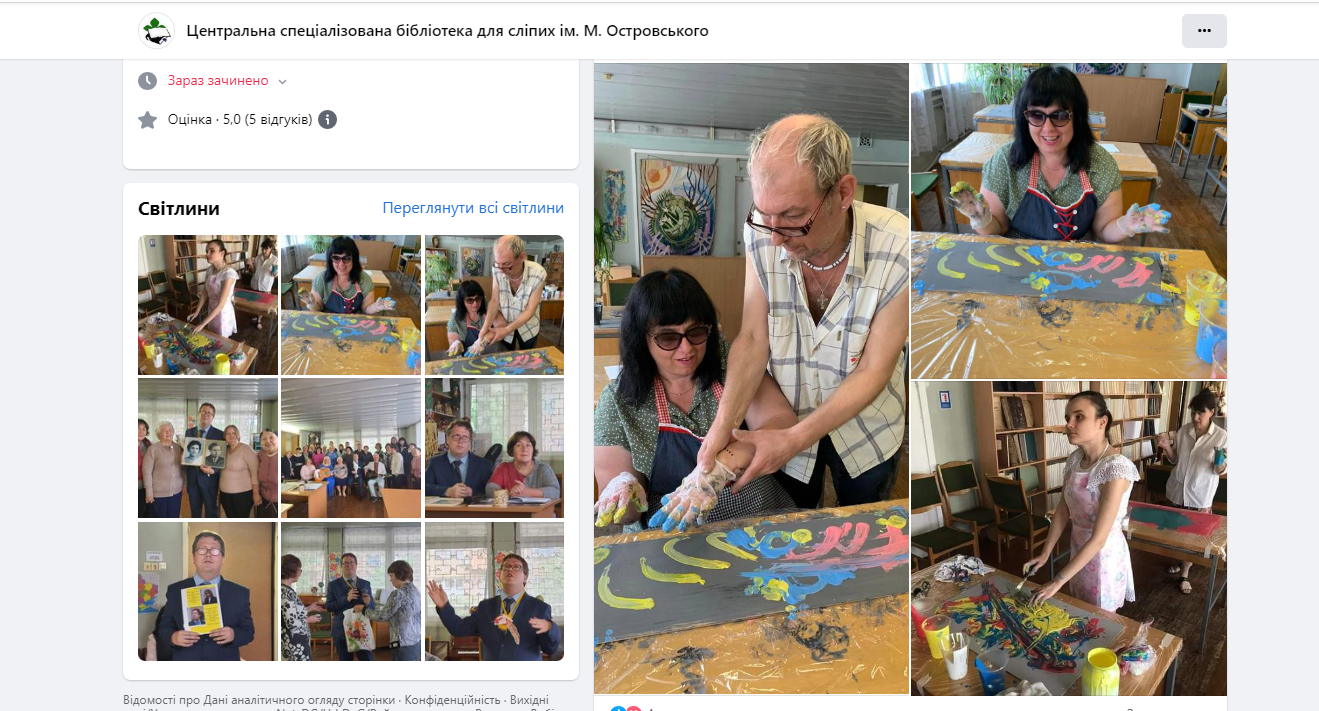 Центральна спеціалізована бібліотека для сліпих ім. М. Островського
Зараз зачинено
Оцінка · 5,0 (5 відгуків)
Світлини
Переглянути всі світлини
Відомості про Дані аналітичного огляду сторінки · Конфіденційність · Вихідні